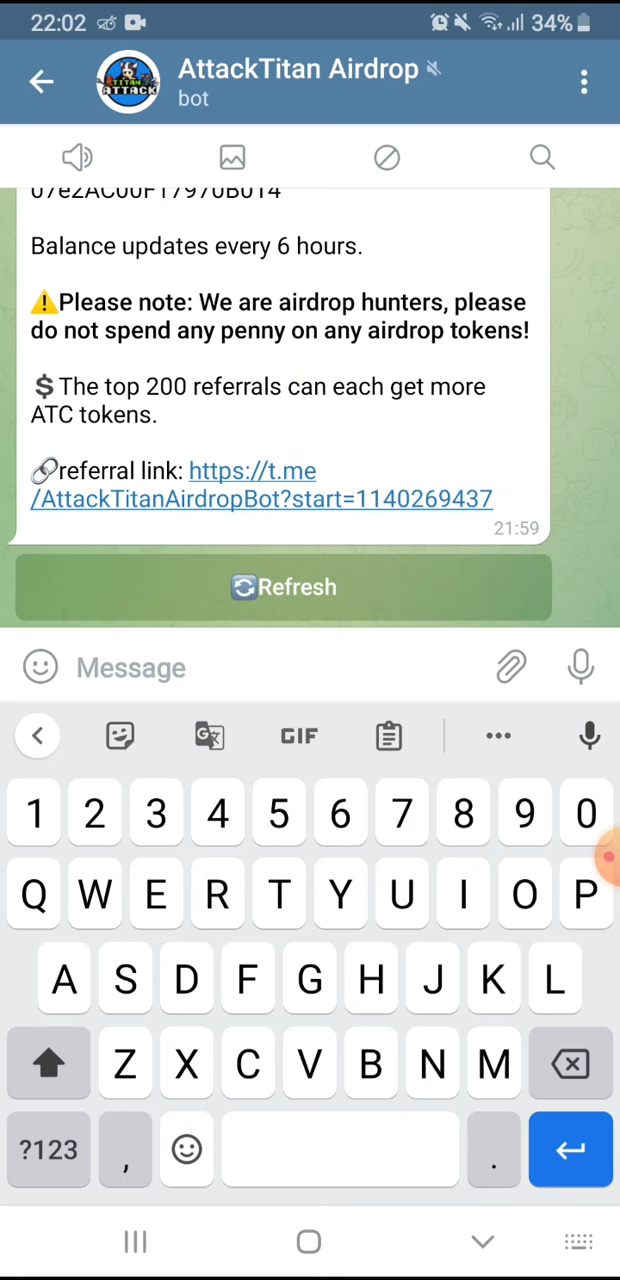 22:02 34%
AttackTitan Airdrop
bot
TITAN
ATTACK
07e2AC00F17970B014
Balance updates every 6 hours.
⚠️Please note: We are airdrop hunters, please
do not spend any penny on any airdrop tokens!
💲The top 200 referrals can each get more
ATC tokens.
🔗referral link: https://t.me
/AttackTitanAirdropBot?start=1140269437
21:59
🔄Refresh
Message
GIF
1 2 3 4 5 6 7 8 9 0
Q W E R T Y U I O P
A S D F G H J K L
Z X C V B N M
?123 , .